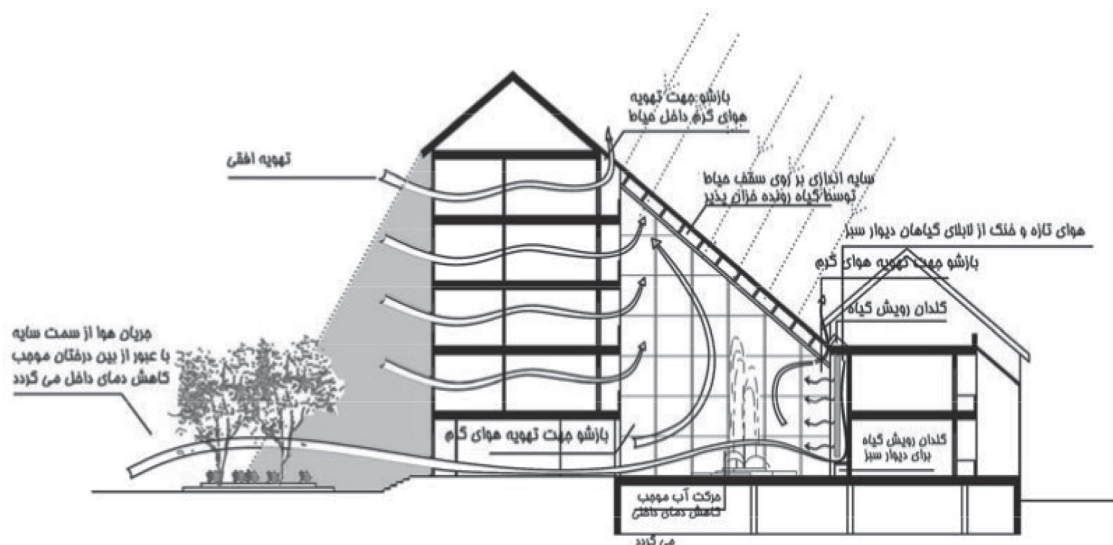 بازشو جهت تهویه
هوای گرم داخل حیاط
تهویه افقی
سایه اندازی بر روی سقف حیاط
توسط گیاه رونده خزان پذیر
هوای تازه و خنک از لابلای گیاهان دیوار سبز
بازشو جهت تهویه هوای گرم
گلدان رویش گیاه
جریان هوا از سمت سایه
با عبور از بین درختان موجب
کاهش دمای داخل می گردد
بازشو جهت تهویه هوای گرم
گلدان رویش گیاه
برای دیوار سبز
حرکت آب موجب
کاهش دمای داخلی
می گردد